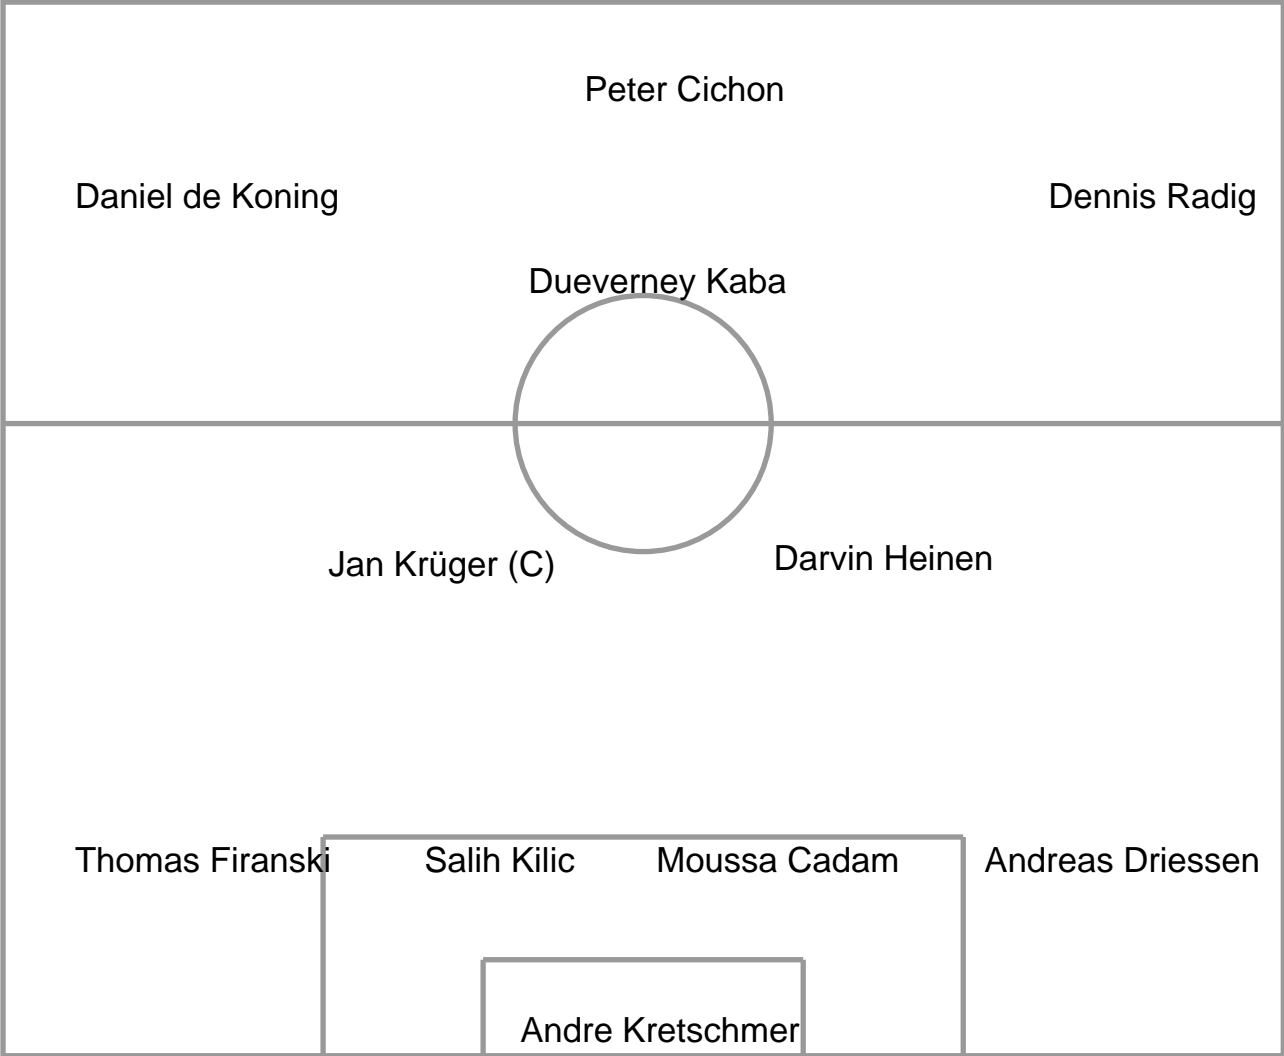 Peter Cichon
Daniel de Koning
Dennis Radig
Dueverney Kaba
Jan Krüger (C)
Darvin Heinen
Thomas Firanski
Salih Kilic
Moussa Cadam
Andreas Driessen
Andre Kretschmer